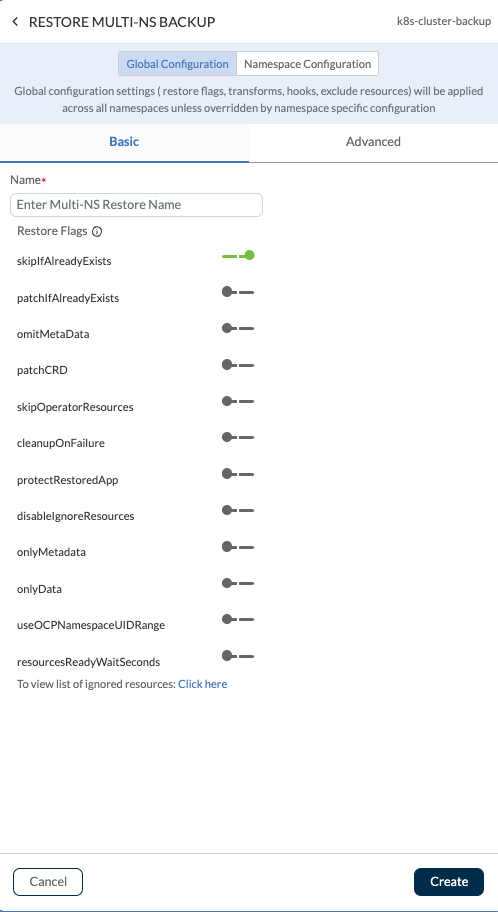 RESTORE MULTI-NS BACKUP
k8s-cluster-backup
Global Configuration
Namespace Configuration
Global configuration settings ( restore flags, transforms, hooks, exclude resources) will be applied
across all namespaces unless overridden by namespace specific configuration
Basic
Advanced
Name*
Enter Multi-NS Restore Name
Restore Flags
skipIfAlreadyExists
patchIfAlreadyExists
omitMetaData
patchCRD
skipOperatorResources
cleanupOnFailure
protectRestoredApp
disableIgnoreResources
onlyMetadata
onlyData
useOCPNamespaceUIDRange
resourcesReadyWaitSeconds
To view list of ignored resources: Click here
Cancel
Create